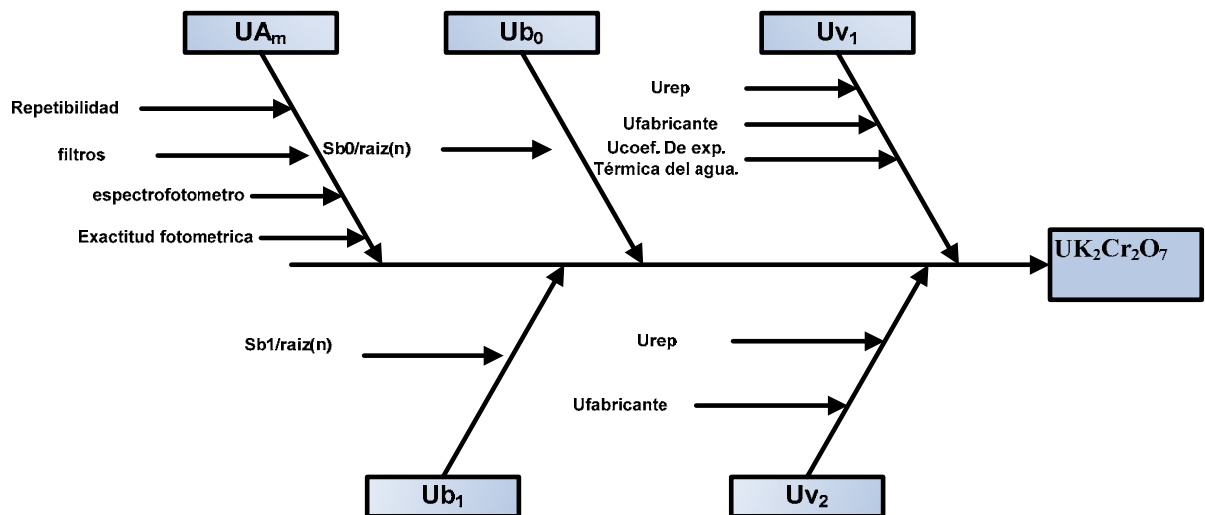 UAm
Ub0
Uv1
Repetibilidad
filtros
espectrofotometro
Exactitud fotometrica
Sb0/raiz(n)
Urep
Ufabricante
Ucoef. De exp.
Térmica del agua.
UK₂Cr₂O₇
Sb1/raiz(n)
Urep
Ufabricante
Ub₁
Uv₂